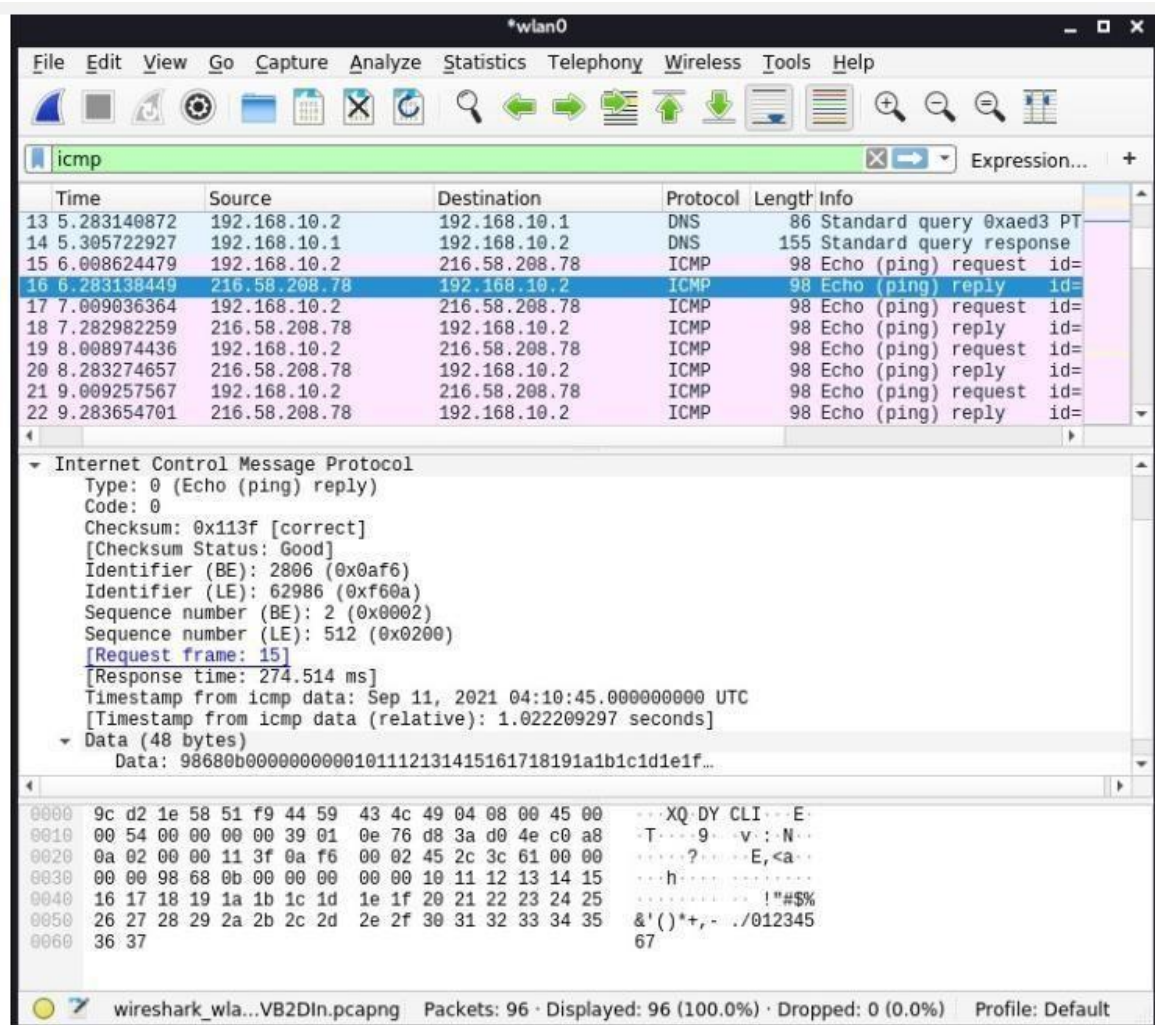 *wlan0
File Edit View Go Capture Analyze Statistics Telephony Wireless Tools Help
icmp Expression... +
Time Source Destination Protocol Length Info
13 5.283140872 192.168.10.2 192.168.10.1 DNS 86 Standard query 0xaed3 PT
14 5.305722927 192.168.10.1 192.168.10.2 DNS 155 Standard query response
15 6.008624479 192.168.10.2 216.58.208.78 ICMP 98 Echo (ping) request id=
16 6.283138449 216.58.208.78 192.168.10.2 ICMP 98 Echo (ping) reply id=
17 7.009036364 192.168.10.2 216.58.208.78 ICMP 98 Echo (ping) request id=
18 7.282982259 216.58.208.78 192.168.10.2 ICMP 98 Echo (ping) reply id=
19 8.008974436 192.168.10.2 216.58.208.78 ICMP 98 Echo (ping) request id=
20 8.283274657 216.58.208.78 192.168.10.2 ICMP 98 Echo (ping) reply id=
21 9.009257567 192.168.10.2 216.58.208.78 ICMP 98 Echo (ping) request id=
22 9.283654701 216.58.208.78 192.168.10.2 ICMP 98 Echo (ping) reply id=
Internet Control Message Protocol
Type: 0 (Echo (ping) reply)
Code: 0
Checksum: 0x113f [correct]
[Checksum Status: Good]
Identifier (BE): 2806 (0x0af6)
Identifier (LE): 62986 (0xf60a)
Sequence number (BE): 2 (0x0002)
Sequence number (LE): 512 (0x0200)
[Request frame: 15]
[Response time: 274.514 ms]
Timestamp from icmp data: Sep 11, 2021 04:10:45.000000000 UTC
[Timestamp from icmp data (relative): 1.022209297 seconds]
Data (48 bytes)
Data: 98680b0000000000101112131415161718191a1b1c1d1e1f…
0000 9c d2 1e 58 51 f9 44 59 43 4c 49 04 08 00 45 00 ···XQ·DY CLI···E·
0010 00 54 00 00 00 00 39 01 0e 76 d8 3a d0 4e c0 a8 ·T····9· ·v·:·N··
0020 0a 02 00 00 11 3f 0a f6 00 02 45 2c 3c 61 00 00 ·····?·· ··E,<a··
0030 00 00 98 68 0b 00 00 00 00 00 10 11 12 13 14 15 ···h···· ········
0040 16 17 18 19 1a 1b 1c 1d 1e 1f 20 21 22 23 24 25 ········ ·· !"#$%
0050 26 27 28 29 2a 2b 2c 2d 2e 2f 30 31 32 33 34 35 &'()*+,- ./012345
0060 36 37 67
wireshark_wla...VB2DIn.pcapng Packets: 96 · Displayed: 96 (100.0%) · Dropped: 0 (0.0%) Profile: Default